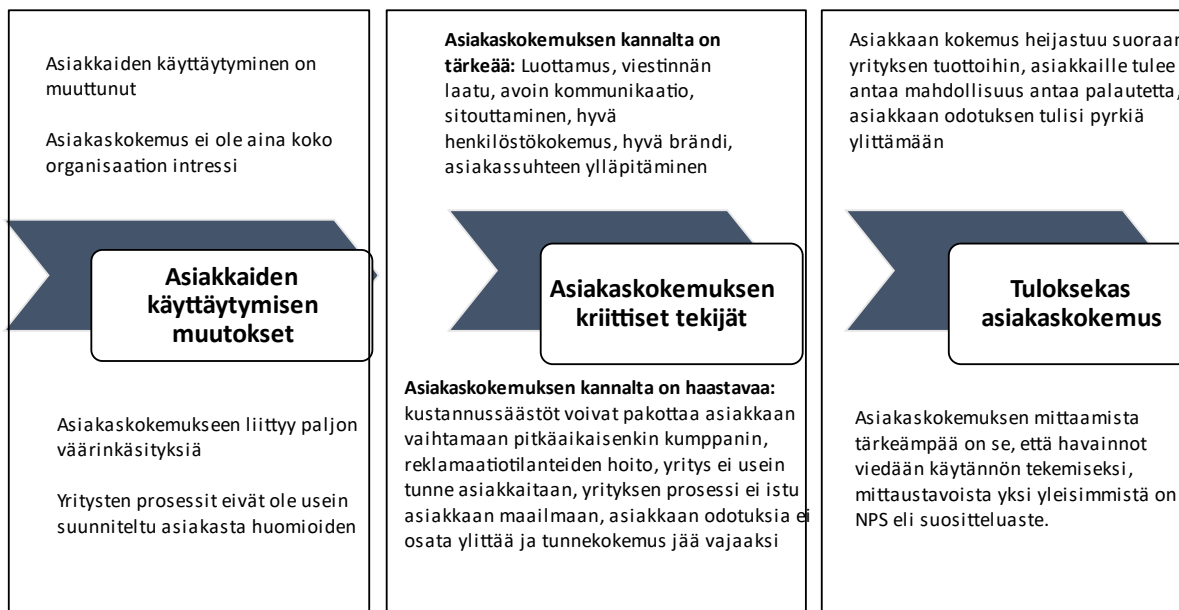 Asiakkaiden käyttäytyminen on
muuttunut
Asiakaskokemus ei ole aina koko
organisaation intressi
Asiakkaiden
käyttäytymisen
muutokset
Asiakaskokemukseen liittyy paljon
väärinkäsityksiä
Yritysten prosessit eivät ole usein
suunniteltu asiakasta huomioiden
Asiakaskokemuksen kannalta on
tärkeää: Luottamus, viestinnän
laatu, avoin kommunikaatio,
sitouttaminen, hyvä
henkilöstökokemus, hyvä brändi,
asiakassuhteen ylläpitäminen
Asiakaskokemuksen
kriittiset tekijät
Asiakaskokemuksen kannalta on haastavaa:
kustannussäästöt voivat pakottaa asiakkaan
vaihtamaan pitkäaikaisenkin kumppanin,
reklamaatiotilanteiden hoito, yritys ei usein
tunne asiakkaitaan, yrityksen prosessi ei istu
asiakkaan maailmaan, asiakkaan odotuksia ei
osata ylittää ja tunnekokemus jää vajaaksi
Asiakkaan kokemus heijastuu suoraan
yrityksen tuottoihin, asiakkaille tulee
antaa mahdollisuus antaa palautetta,
asiakkaan odotuksen tulisi pyrkiä
ylittämään
Tuloksekas
asiakaskokemus
Asiakaskokemuksen mittaamista
tärkeämpää on se, että havainnot
viedään käytännön tekemiseksi,
mittaustavoista yksi yleisimmistä on
NPS eli suositteluaste.